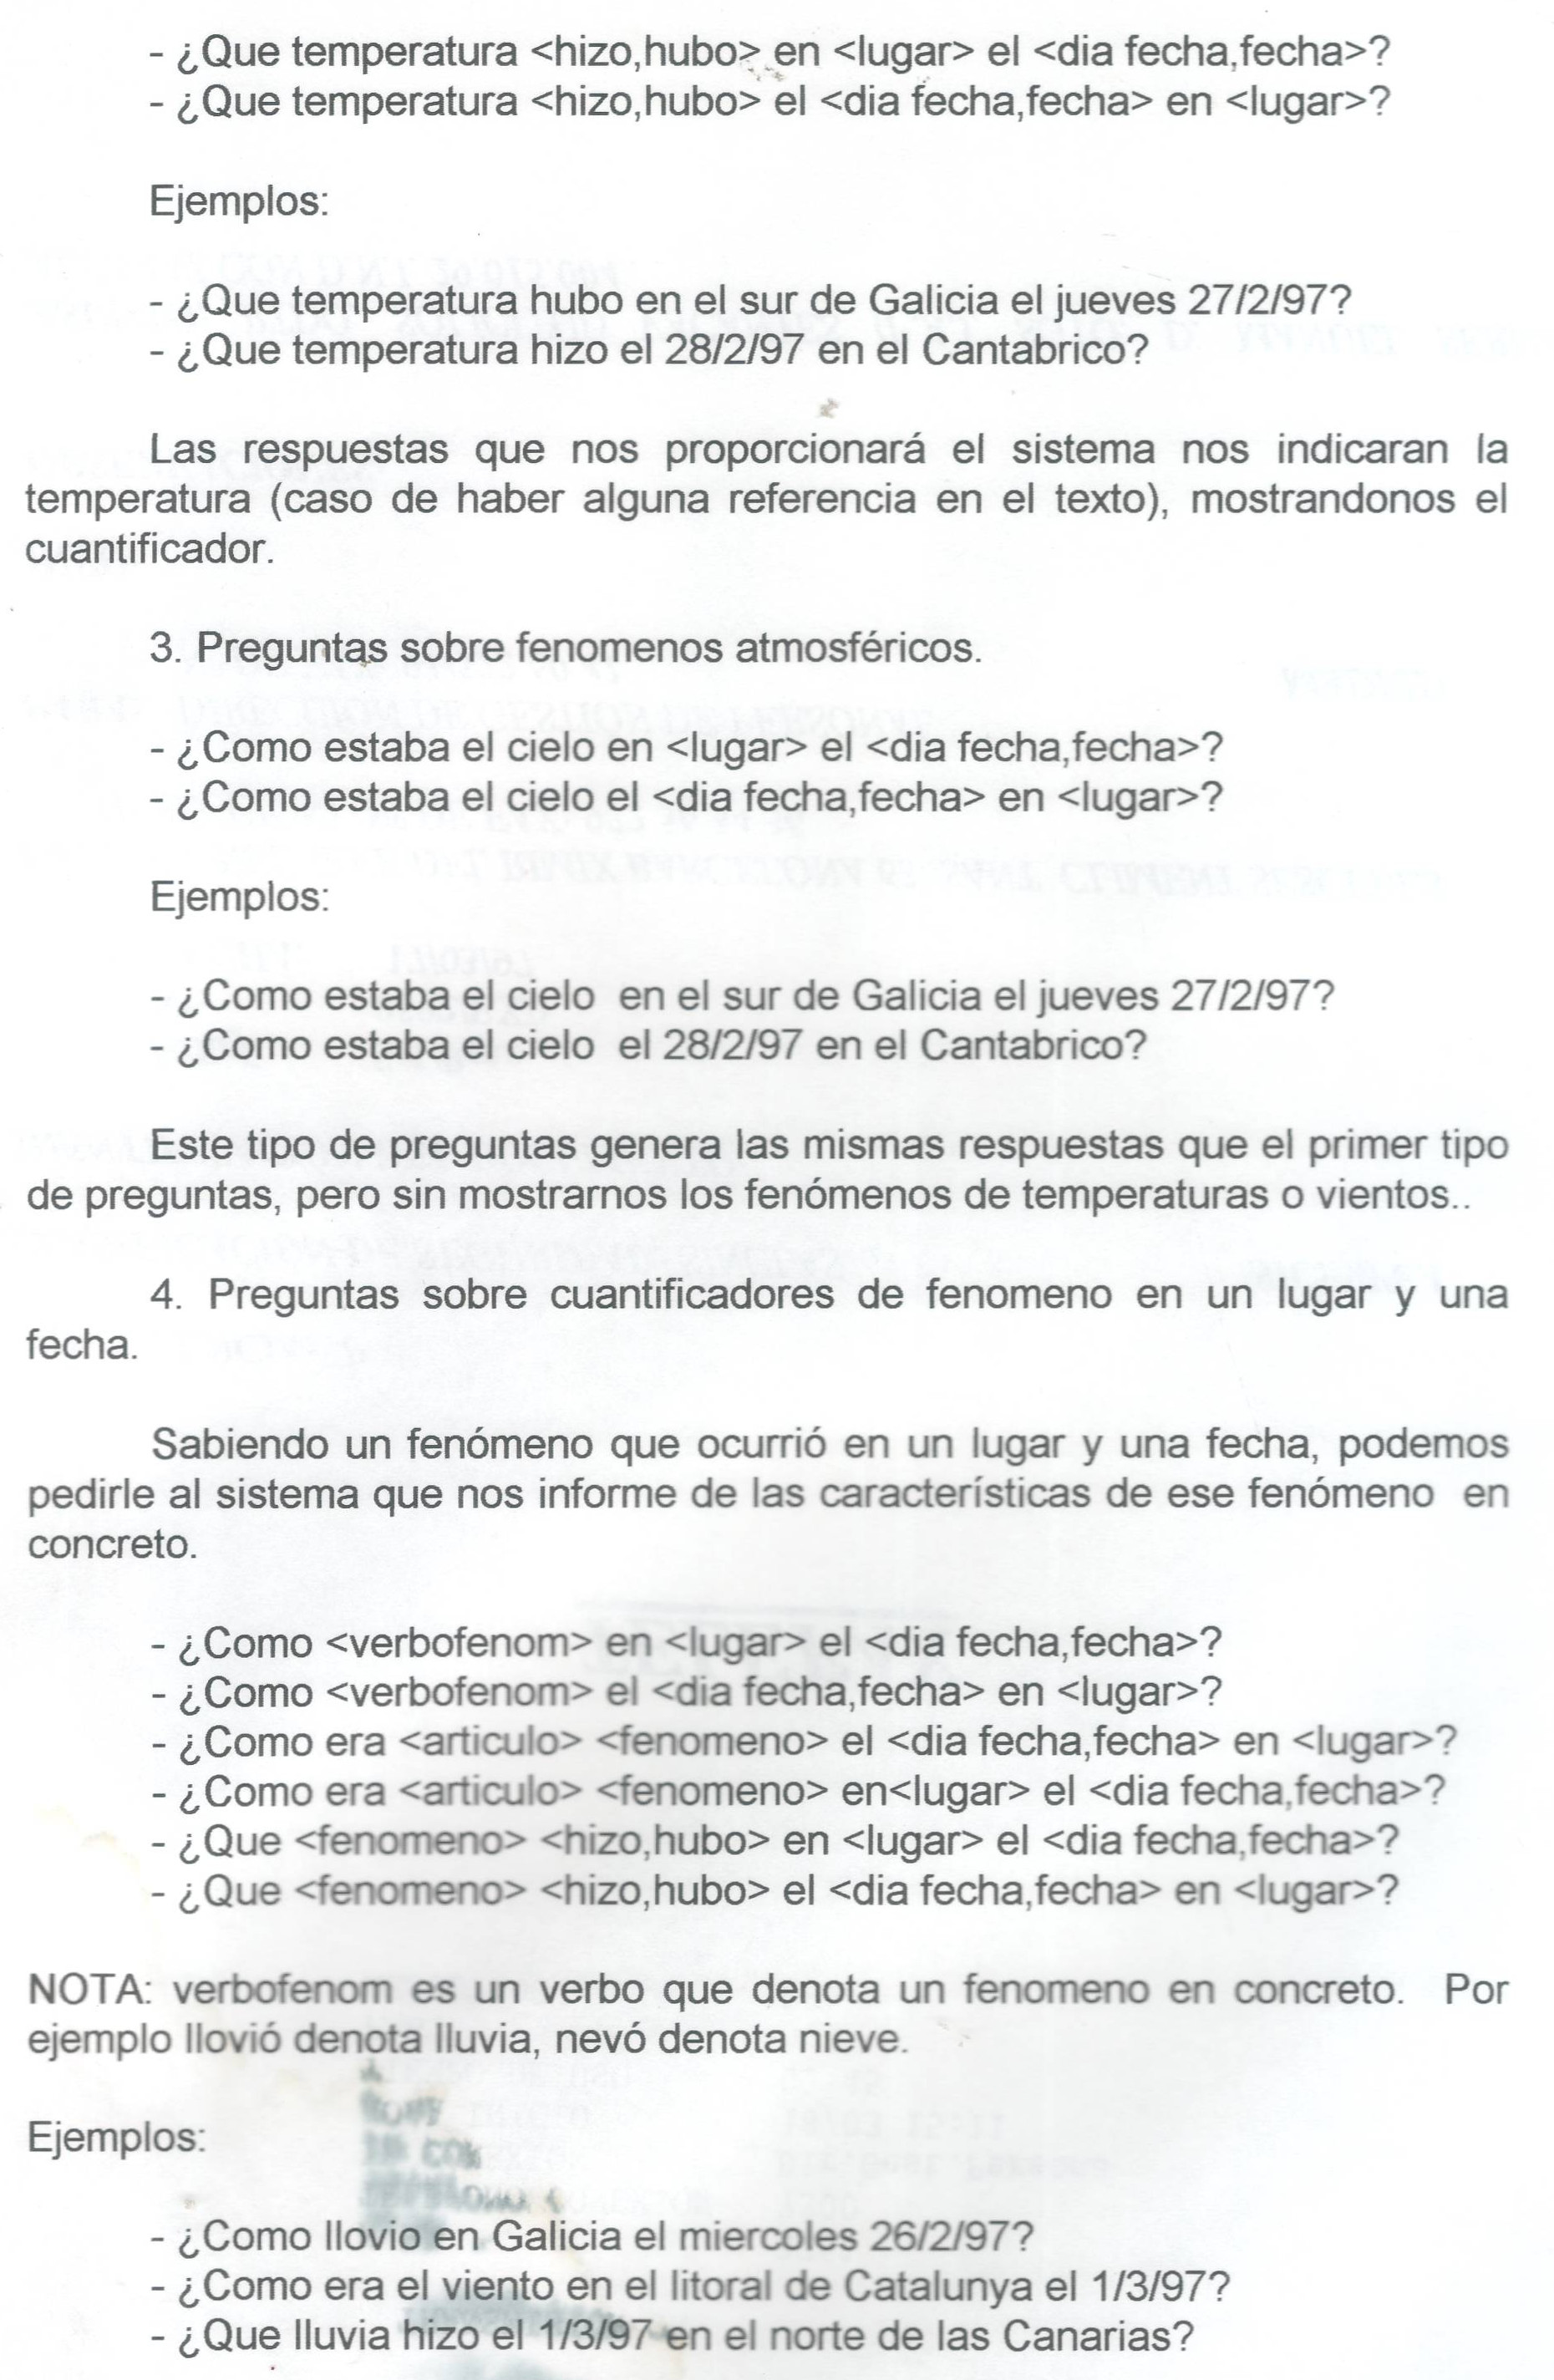 - ¿Que temperatura <hizo,hubo> en <lugar> el <dia fecha,fecha>?
- ¿Que temperatura <hizo,hubo> el <dia fecha,fecha> en <lugar>?
Ejemplos:
- ¿Que temperatura hubo en el sur de Galicia el jueves 27/2/97?
- ¿Que temperatura hizo el 28/2/97 en el Cantabrico?
Las respuestas que nos proporcionará el sistema nos indicaran la
temperatura (caso de haber alguna referencia en el texto), mostrandonos el
cuantificador.
3. Preguntas sobre fenomenos atmosféricos.
- ¿Como estaba el cielo en <lugar> el <dia fecha,fecha>?
- ¿Como estaba el cielo el <dia fecha,fecha> en <lugar>?
Ejemplos:
- ¿Como estaba el cielo  en el sur de Galicia el jueves 27/2/97?
- ¿Como estaba el cielo  el 28/2/97 en el Cantabrico?
Este tipo de preguntas genera las mismas respuestas que el primer tipo
de preguntas, pero sin mostrarnos los fenómenos de temperaturas o vientos..
4. Preguntas sobre cuantificadores de fenomeno en un lugar y una
fecha.
Sabiendo un fenómeno que ocurrió en un lugar y una fecha, podemos
pedirle al sistema que nos informe de las características de ese fenómeno  en
concreto.
- ¿Como <verbofenom> en <lugar> el <dia fecha,fecha>?
- ¿Como <verbofenom> el <dia fecha,fecha> en <lugar>?
- ¿Como era <articulo> <fenomeno> el <dia fecha,fecha> en <lugar>?
- ¿Como era <articulo> <fenomeno> en<lugar> el <dia fecha,fecha>?
- ¿Que <fenomeno> <hizo,hubo> en <lugar> el <dia fecha,fecha>?
- ¿Que <fenomeno> <hizo,hubo> el <dia fecha,fecha> en <lugar>?
NOTA: verbofenom es un verbo que denota un fenomeno en concreto.  Por
ejemplo llovió denota lluvia, nevó denota nieve.
Ejemplos:
- ¿Como llovio en Galicia el miercoles 26/2/97?
- ¿Como era el viento en el litoral de Catalunya el 1/3/97?
- ¿Que lluvia hizo el 1/3/97 en el norte de las Canarias?